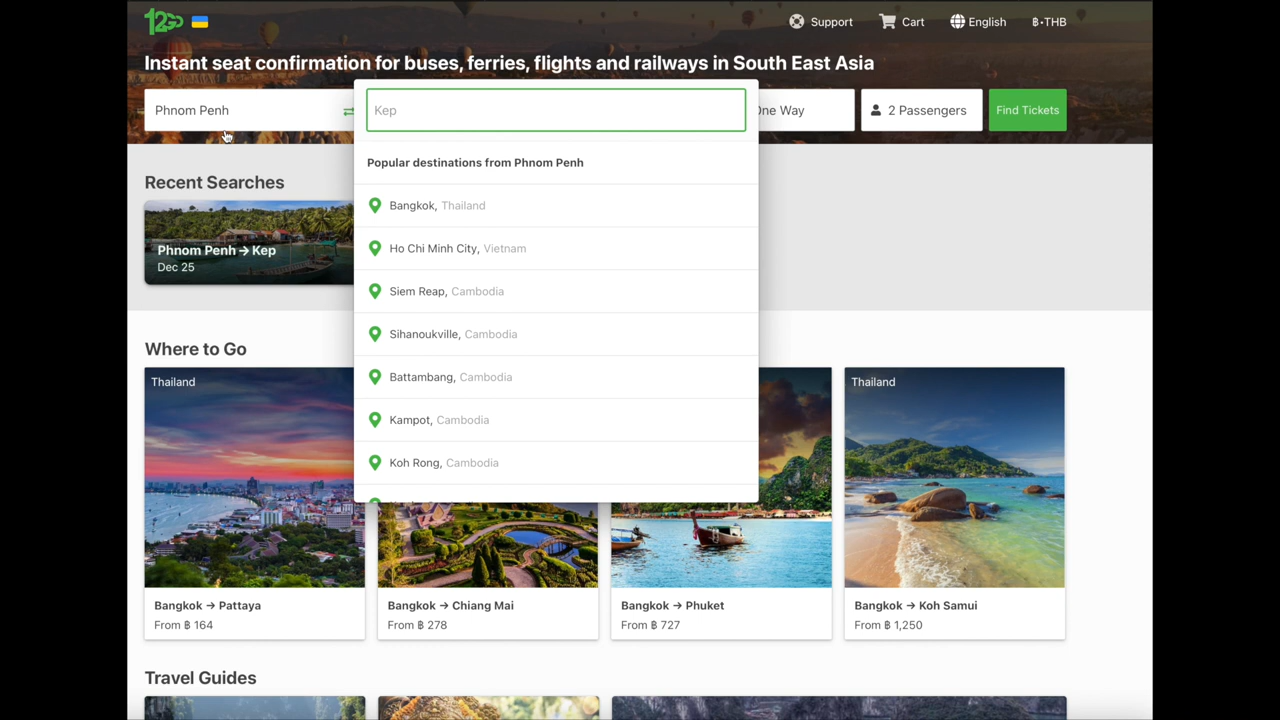 12GO
Support
Cart
English
฿•THB
Instant seat confirmation for buses, ferries, flights and railways in South East Asia
Phnom Penh
Kep
One Way
2 Passengers
Find Tickets
Popular destinations from Phnom Penh
Bangkok, Thailand
Ho Chi Minh City, Vietnam
Siem Reap, Cambodia
Sihanoukville, Cambodia
Battambang, Cambodia
Kampot, Cambodia
Koh Rong, Cambodia
Recent Searches
Phnom Penh → Kep
Dec 25
Where to Go
Thailand
Thailand
Bangkok → Pattaya
From ฿ 164
Bangkok → Chiang Mai
From ฿ 278
Bangkok → Phuket
From ฿ 727
Bangkok → Koh Samui
From ฿ 1,250
Travel Guides